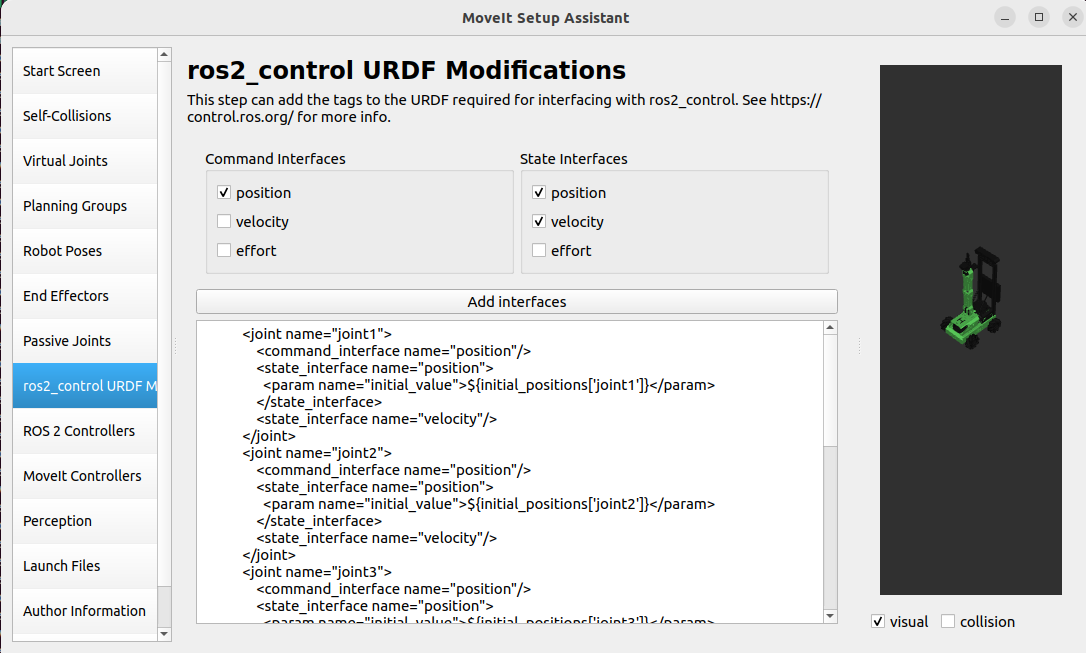 MoveIt Setup Assistant
Start Screen
Self-Collisions
Virtual Joints
Planning Groups
Robot Poses
End Effectors
Passive Joints
ros2_control URDF M
ROS 2 Controllers
MoveIt Controllers
Perception
Launch Files
Author Information
ros2_control URDF Modifications
This step can add the tags to the URDF required for interfacing with ros2_control. See https://
control.ros.org/ for more info.
Command Interfaces
position
velocity
effort
State Interfaces
position
velocity
effort
Add interfaces
<joint name="joint1">
<command_interface name="position"/>
<state_interface name="position">
<param name="initial_value">${initial_positions['joint1']}</param>
</state_interface>
<state_interface name="velocity"/>
</joint>
<joint name="joint2">
<command_interface name="position"/>
<state_interface name="position">
<param name="initial_value">${initial_positions['joint2']}</param>
</state_interface>
<state_interface name="velocity"/>
</joint>
<joint name="joint3">
<command_interface name="position"/>
<state_interface name="position">
<param name="initial_value">${initial_positions['joint3']}</param>
visual
collision